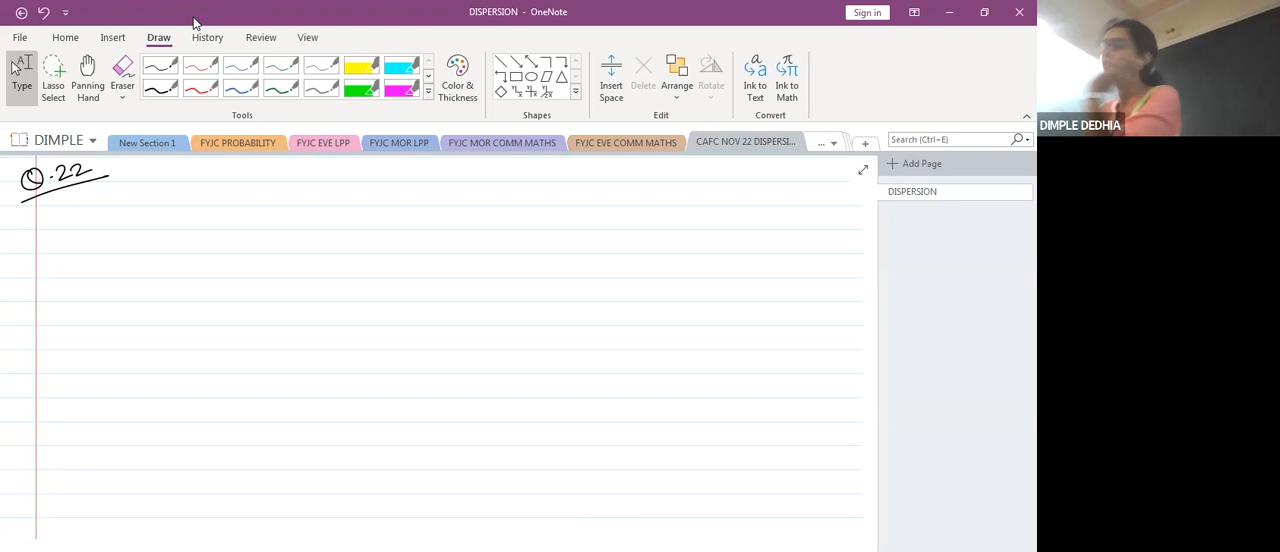 DISPERSION - OneNote
Sign in
File Home Insert Draw History Review View
Type
Lasso Select
Panning Hand
Eraser
Color & Thickness
Insert Space
Delete
Arrange
Rotate
Ink to Text
Ink to Math
Tools
Shapes
Edit
Convert
DIMPLE
New Section 1
FYJC PROBABILITY
FYJC EVE LPP
FYJC MOR LPP
FYJC MOR COMM MATHS
FYJC EVE COMM MATHS
CAFC NOV 22 DISPERSI...
...
Search (Ctrl+E)
Add Page
DISPERSION
Q.22
DIMPLE DEDHIA